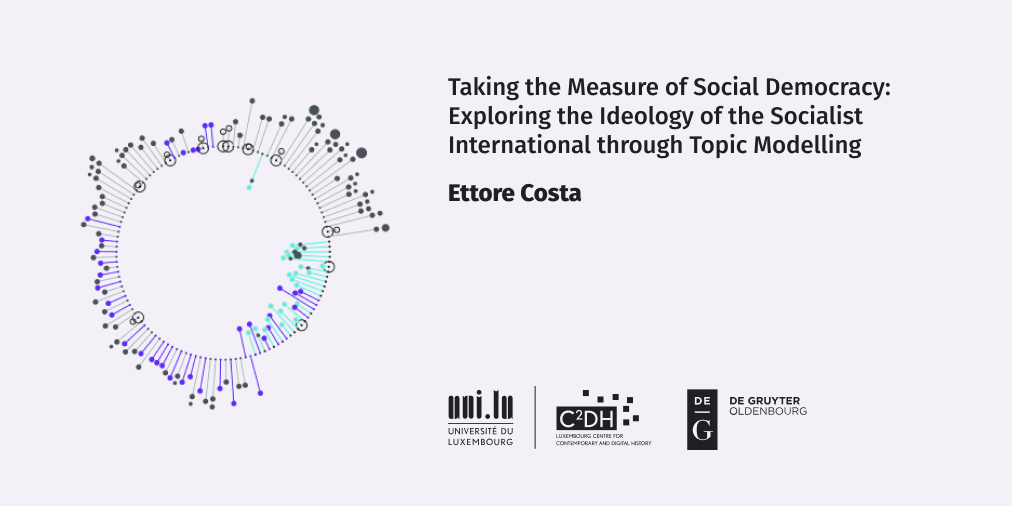 Taking the Measure of Social Democracy:
Exploring the Ideology of the Socialist
International through Topic Modelling
Ettore Costa
uni.lu
UNIVERSITÉ DU
LUXEMBOURG
C²DH
LUXEMBOURG CENTRE FOR
CONTEMPORARY AND DIGITAL HISTORY
DE
G
DE GRUYTER
OLDENBOURG